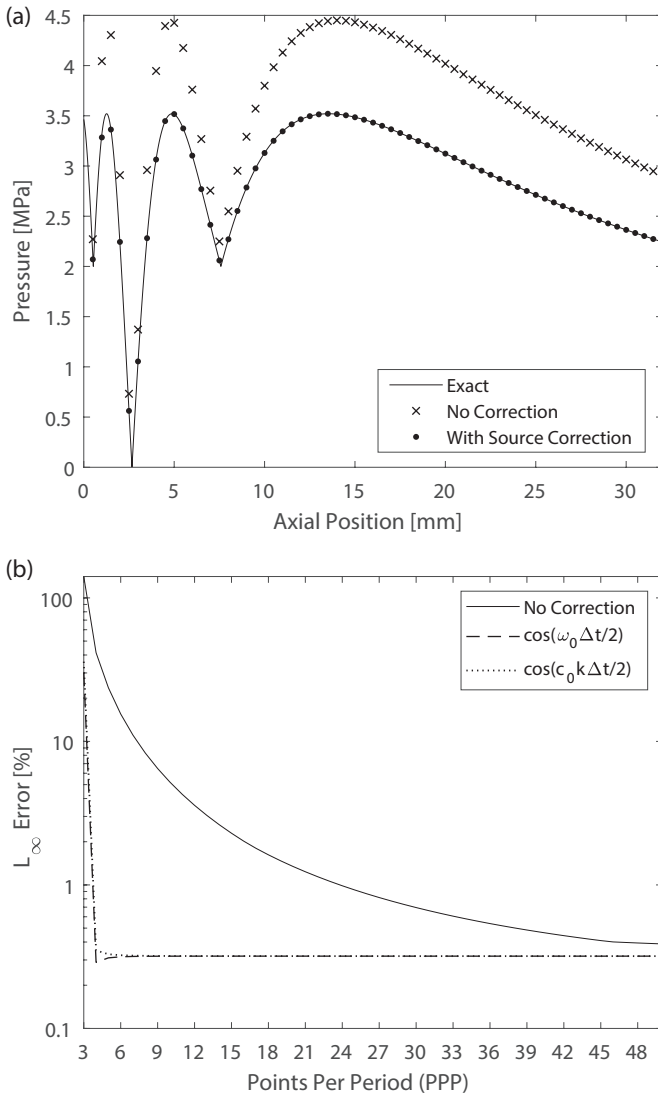 (a)
4.5
4
3.5
3
2.5
2
1.5
1
0.5
0
Pressure [MPa]
Exact
No Correction
With Source Correction
0 5 10 15 20 25 30
Axial Position [mm]
(b)
100
10
1
0.1
L∞ Error [%]
No Correction
cos(ω₀Δt/2)
cos(c₀kΔt/2)
3 6 9 12 15 18 21 24 27 30 33 36 39 42 45 48
Points Per Period (PPP)